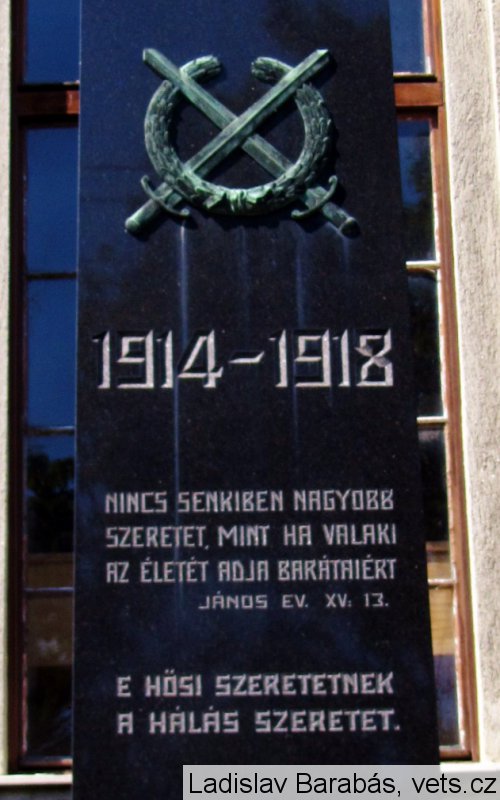 1914-1918
NINCS SENKIBEN NAGYOBB
SZERETET, MINT HA VALAKI
AZ ÉLETÉT ADJA BARÁTAIÉRT
JÁNOS EV. XV: 13.
E HŐSI SZERETETNEK
A HÁLÁS SZERETET.
Ladislav Barabás, vets.cz